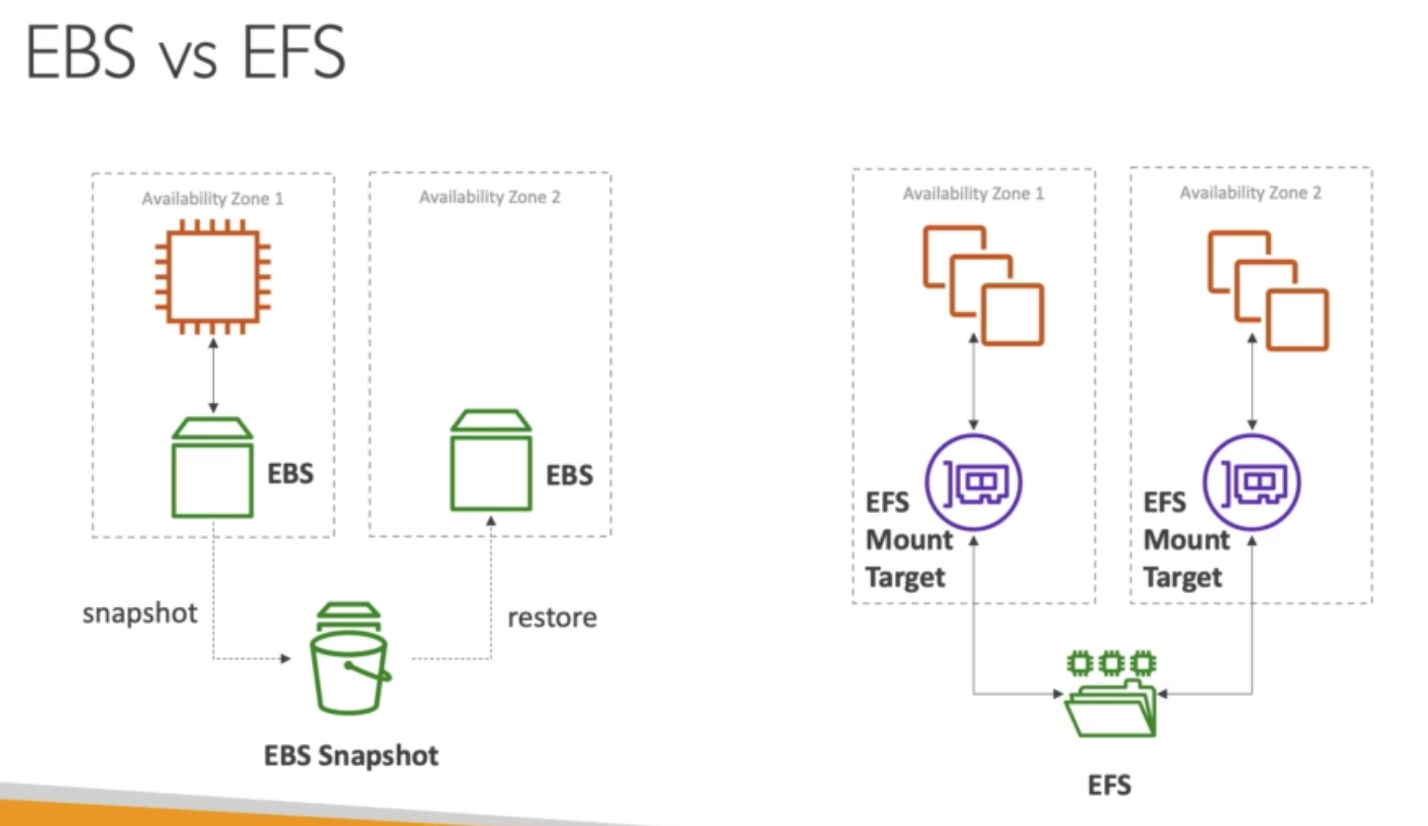 EBS vs EFS
Availability Zone 1
Availability Zone 2
EBS
EBS
snapshot
restore
EBS Snapshot
Availability Zone 1
Availability Zone 2
EFS
Mount
Target
EFS
Mount
Target
EFS